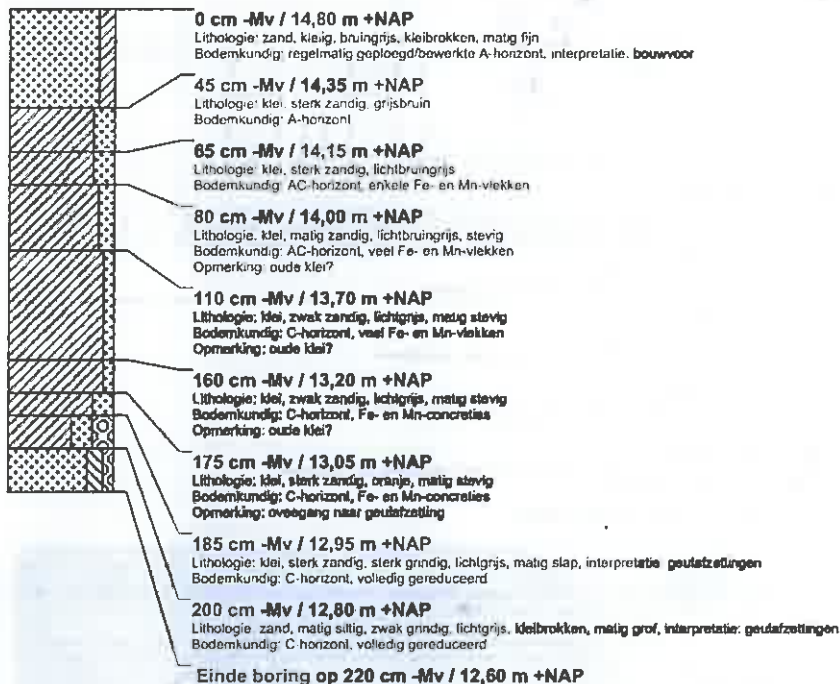 0 cm -Mv / 14,80 m +NAP
Lithologie: zand, kleiig, bruingrijs, kleibrokken, matig fijn
Bodemkundig: regelmatig geploegd/bewerkte A-horizont, interpretatie: bouwvoor
45 cm -Mv / 14,35 m +NAP
Lithologie: klei, sterk zandig, grijsbruin
Bodemkundig: A-horizont
65 cm -Mv / 14,15 m +NAP
Lithologie: klei, sterk zandig, lichtbruingrijs
Bodemkundig: AC-horizont, enkele Fe- en Mn-vlekken
80 cm -Mv / 14,00 m +NAP
Lithologie: klei, matig zandig, lichtbruingrijs, stevig
Bodemkundig: AC-horizont, veel Fe- en Mn-vlekken
Opmerking: oude klei?
110 cm -Mv / 13,70 m +NAP
Lithologie: klei, zwak zandig, lichtgrijs, matig stevig
Bodemkundig: C-horizont, veel Fe- en Mn-vlekken
Opmerking: oude klei?
160 cm -Mv / 13,20 m +NAP
Lithologie: klei, zwak zandig, lichtgrijs, matig stevig
Bodemkundig: C-horizont, Fe- en Mn-concreties
Opmerking: oude klei?
175 cm -Mv / 13,05 m +NAP
Lithologie: klei, sterk zandig, oranje, matig stevig
Bodemkundig: C-horizont, Fe- en Mn-concreties
Opmerking: oveegang naar geulafzetting
185 cm -Mv / 12,95 m +NAP
Lithologie: klei, sterk zandig, sterk grindig, lichtgrijs, matig slap, interpretatie: geulafzettingen
Bodemkundig: C-horizont, volledig gereduceerd
200 cm -Mv / 12,80 m +NAP
Lithologie: zand, matig siltig, zwak grindig, lichtgrijs, kleibrokken, matig grof, interpretatie: geulafzettingen
Bodemkundig: C-horizont, volledig gereduceerd
Einde boring op 220 cm -Mv / 12,60 m +NAP